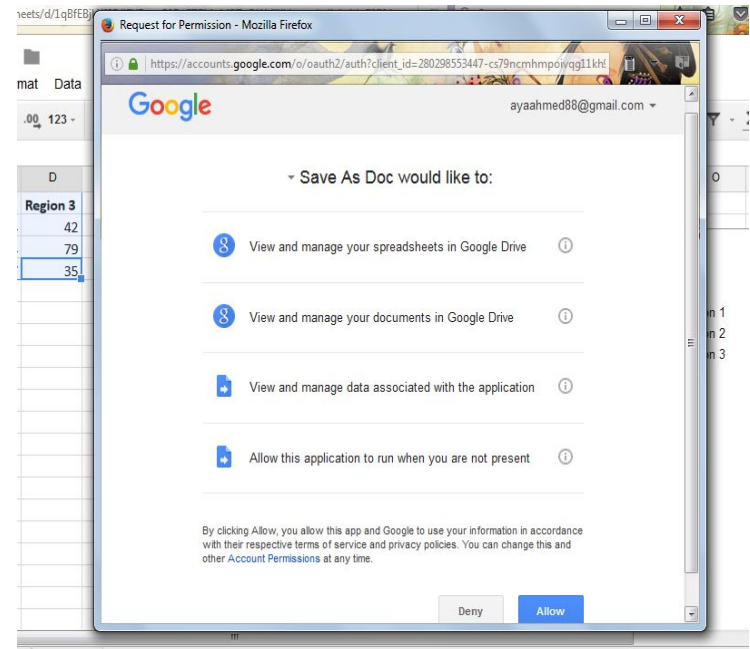 Request for Permission - Mozilla Firefox
https://accounts.google.com/o/oauth2/auth?client_id=280298553447-cs79ncmhmpoivqg11kh
mat Data
Google
ayaahmed88@gmail.com
.00 123
Save As Doc would like to:
D
O
Region 3
42
79
35
View and manage your spreadsheets in Google Drive
View and manage your documents in Google Drive
n 1
n 2
n 3
View and manage data associated with the application
Allow this application to run when you are not present
By clicking Allow, you allow this app and Google to use your information in accordance
with their respective terms of service and privacy policies. You can change this and
other Account Permissions at any time.
Deny
Allow